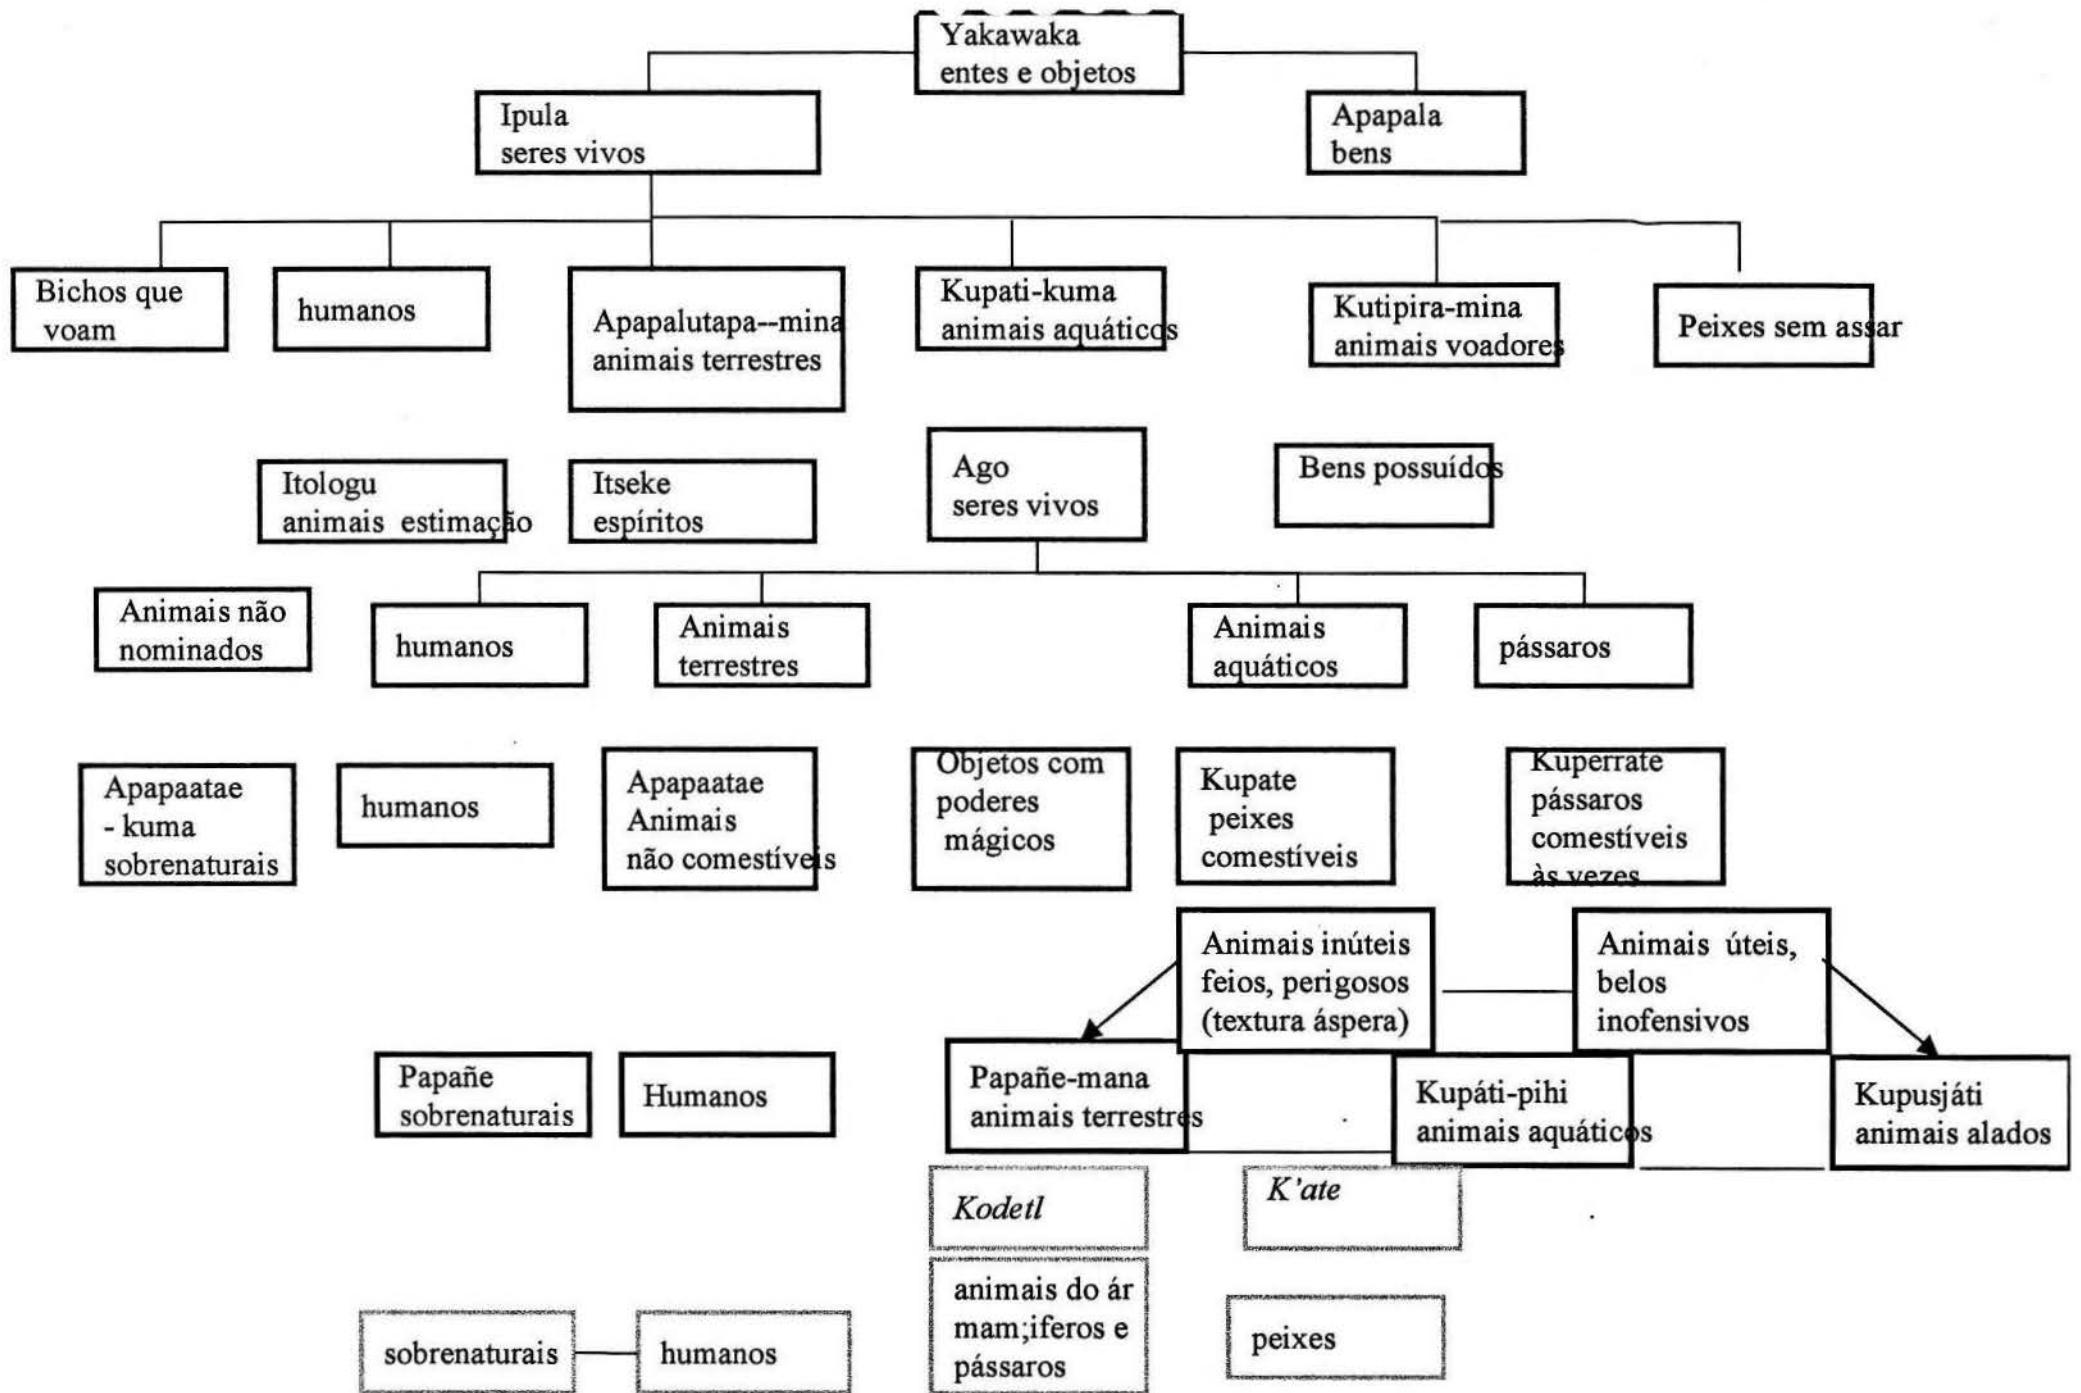 Yakawaka
entes e objetos
Ipula
seres vivos
Apapala
bens
Bichos que
voam
humanos
Apapalutapa--mina
animais terrestres
Kupati-kuma
animais aquáticos
Kutipira-mina
animais voadores
Peixes sem assar
Itologu
animais estimação
Itseke
espíritos
Ago
seres vivos
Bens possuídos
Animais não
nominados
humanos
Animais
terrestres
Animais
aquáticos
pássaros
Apapaatae
- kuma
sobrenaturais
humanos
Apapaatae
Animais
não comestíveis
Objetos com
poderes
mágicos
Kupate
peixes
comestíveis
Kuperrate
pássaros
comestíveis
às vezes
Animais inúteis
feios, perigosos
(textura áspera)
Animais úteis,
belos
inofensivos
Papañe
sobrenaturais
Humanos
Papañe-mana
animais terrestres
Kupáti-pihi
animais aquáticos
Kupusjáti
animais alados
Kodetl
K'ate
animais do ár
mam;iferos e
pássaros
peixes
sobrenaturais
humanos